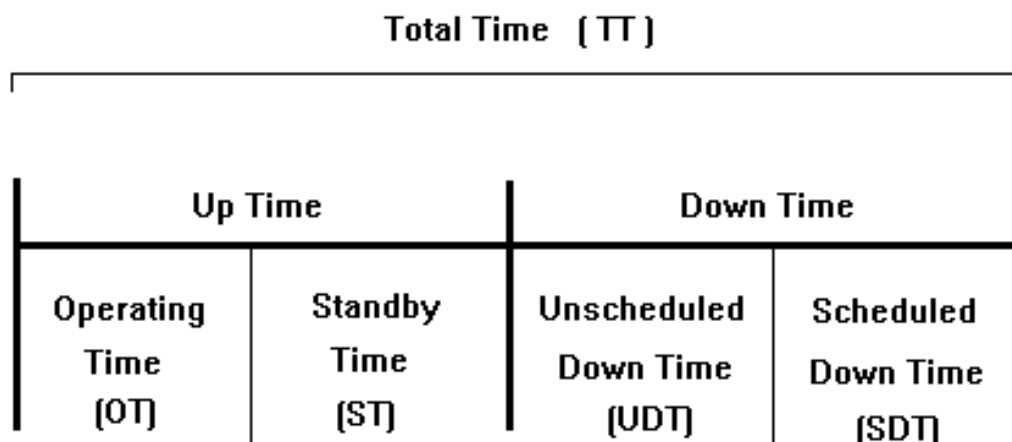 Total Time (TT)
Up Time
Down Time
Operating
Time
(OT)
Standby
Time
(ST)
Unscheduled
Down Time
(UDT)
Scheduled
Down Time
(SDT)